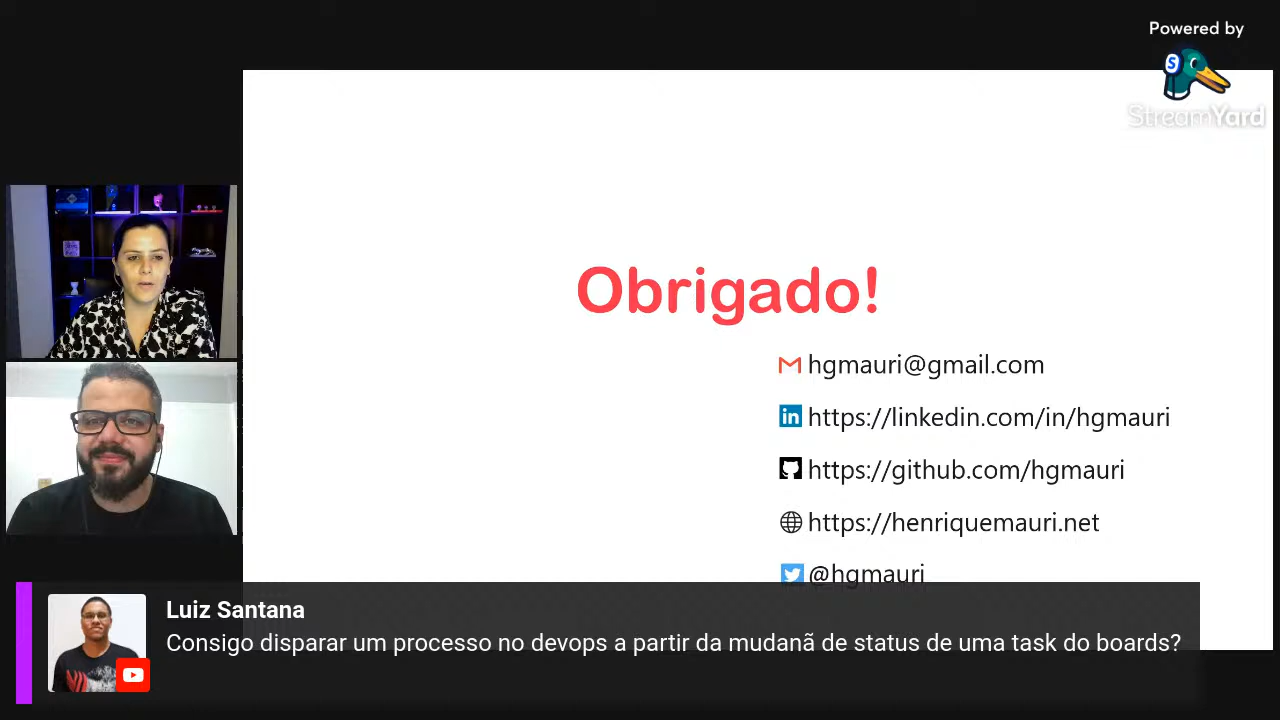 Powered by
StreamYard
Obrigado!
hgmauri@gmail.com
https://linkedin.com/in/hgmauri
https://github.com/hgmauri
https://henriquemauri.net
@hgmauri
Luiz Santana
Consigo disparar um processo no devops a partir da mudanã de status de uma task do boards?